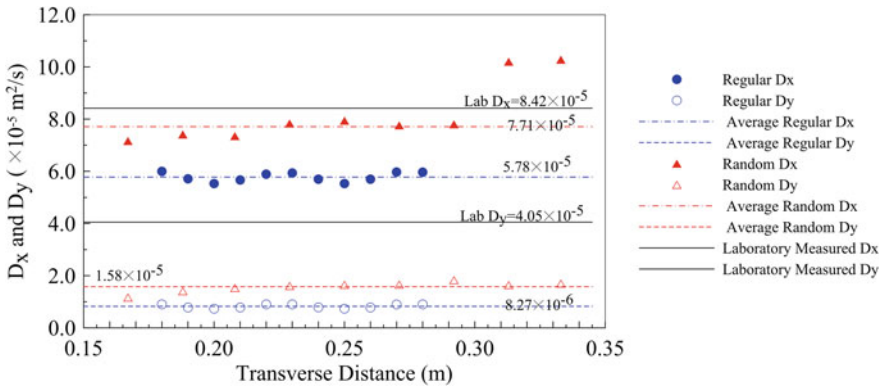 12.0
10.0
8.0
6.0
4.0
2.0
0.0
D x and D y ( ×10⁻⁵ m²/s)
Lab Dx=8.42×10⁻⁵
7.71×10⁻⁵
5.78×10⁻⁵
Lab Dy=4.05×10⁻⁵
1.58×10⁻⁵
8.27×10⁻⁶
0.15
0.20
0.25
0.30
0.35
Transverse Distance (m)
Regular Dx
Regular Dy
Average Regular Dx
Average Regular Dy
Random Dx
Random Dy
Average Random Dx
Average Random Dy
Laboratory Measured Dx
Laboratory Measured Dy